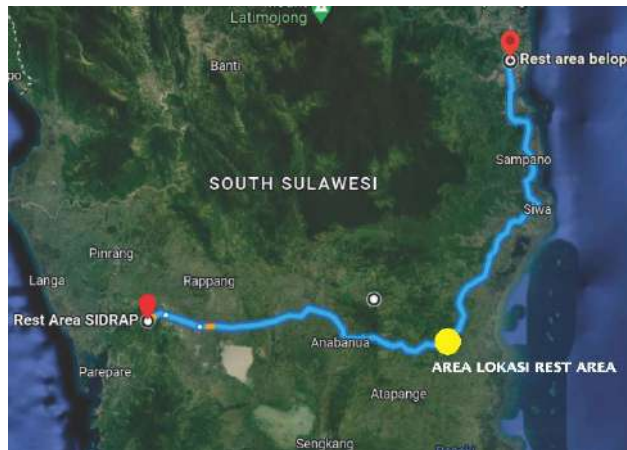 Latimojong
Rest area belop
Banti
Sampano
SOUTH SULAWESI
Siwa
Pinrang
Langa
Rappang
Rest Area SIDRAP
Anabanua
AREA LOKASI REST AREA
Parepare
Atapange
Sengkang